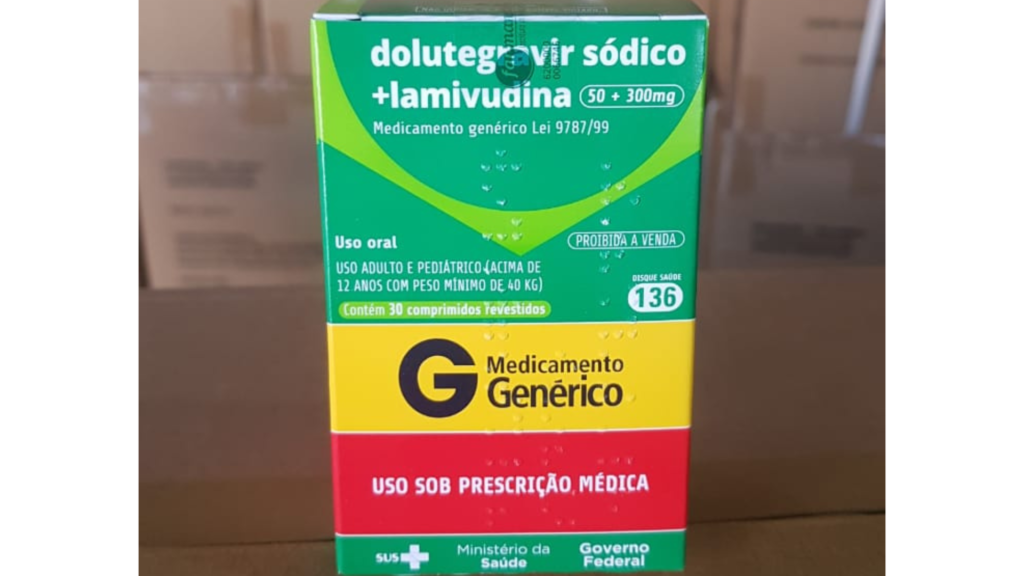 dolutegravir sódico
+lamivudina 50 + 300mg
Medicamento genérico Lei 9787/99
Uso oral
PROIBIDA A VENDA
USO ADULTO E PEDIÁTRICO (ACIMA DE
12 ANOS COM PESO MÍNIMO DE 40 KG)
DISQUE SAÚDE
136
Contém 30 comprimidos revestidos
G Medicamento
Genérico
USO SOB PRESCRIÇÃO MÉDICA
SUS Ministério da Governo
Saúde Federal